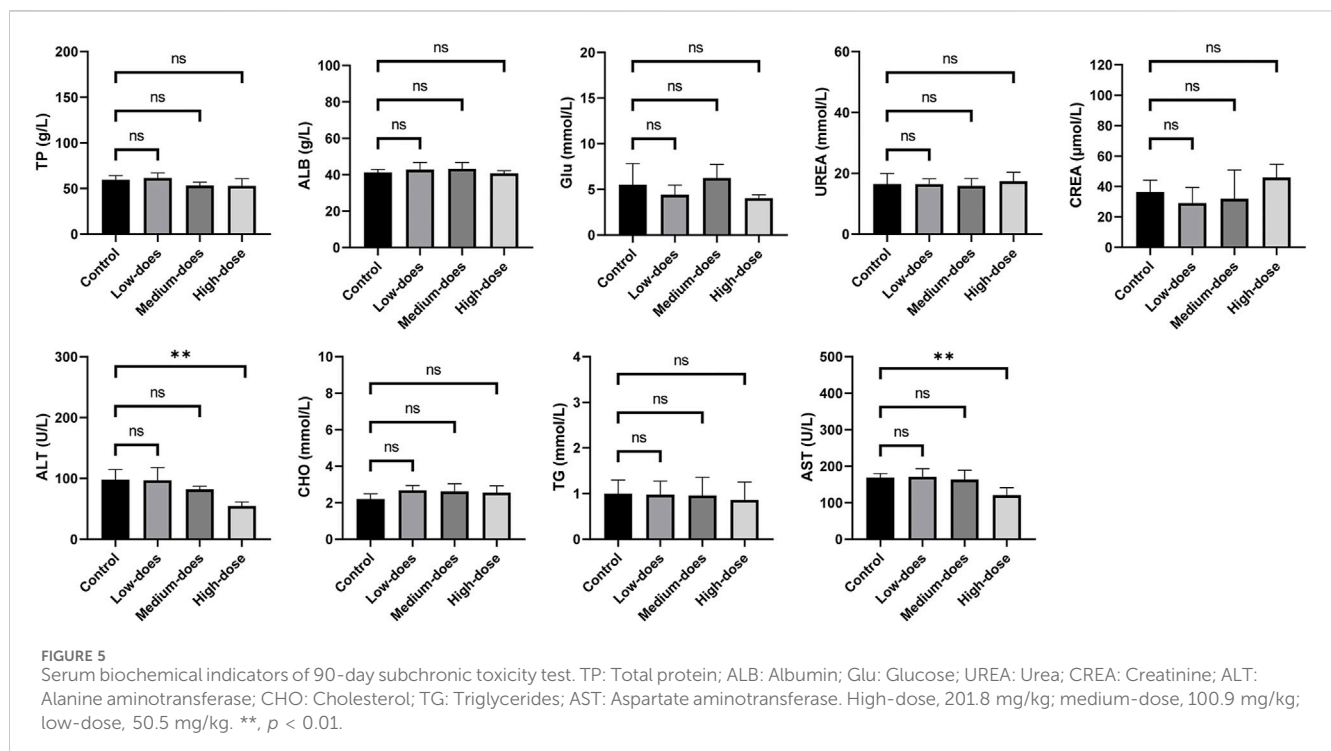 200
150
100
50
0
TP (g/L)
ns
ns
ns
Control
Low-does
Medium-does
High-dose
100
80
60
40
20
0
ALB (g/L)
ns
ns
ns
Control
Low-does
Medium-does
High-dose
20
15
10
5
0
Glu (mmol/L)
ns
ns
ns
Control
Low-does
Medium-does
High-dose
60
40
20
0
UREA (mmol/L)
ns
ns
ns
Control
Low-does
Medium-does
High-dose
120
100
80
60
40
20
0
CREA (μmol/L)
ns
ns
ns
Control
Low-does
Medium-does
High-dose
300
200
100
0
ALT (U/L)
**
ns
ns
Control
Low-does
Medium-does
High-dose
10
8
6
4
2
0
CHO (mmol/L)
ns
ns
ns
Control
Low-does
Medium-does
High-dose
4
3
2
1
0
TG (mmol/L)
ns
ns
ns
Control
Low-does
Medium-does
High-dose
500
400
300
200
100
0
AST (U/L)
**
ns
ns
Control
Low-does
Medium-does
High-dose
FIGURE 5
Serum biochemical indicators of 90-day subchronic toxicity test. TP: Total protein; ALB: Albumin; Glu: Glucose; UREA: Urea; CREA: Creatinine; ALT:
Alanine aminotransferase; CHO: Cholesterol; TG: Triglycerides; AST: Aspartate aminotransferase. High-dose, 201.8 mg/kg; medium-dose, 100.9 mg/kg;
low-dose, 50.5 mg/kg. **, p < 0.01.